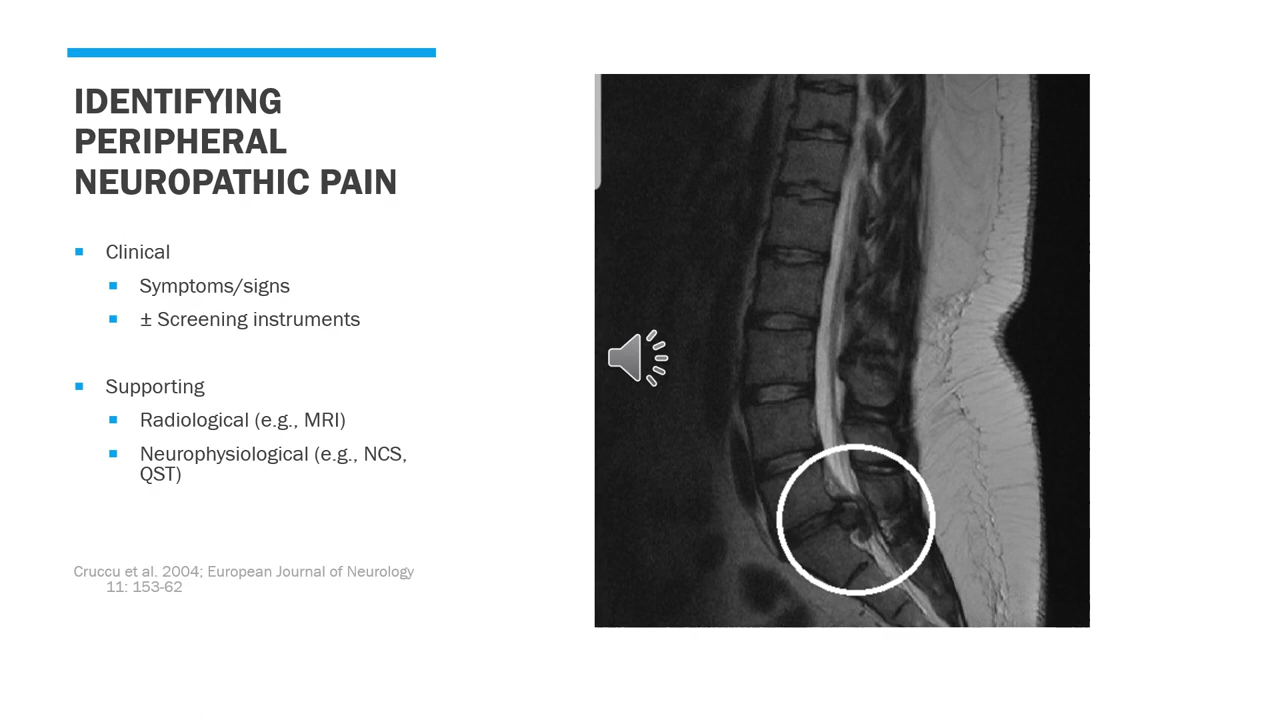 IDENTIFYING
PERIPHERAL
NEUROPATHIC PAIN
Clinical
Symptoms/signs
± Screening instruments
Supporting
Radiological (e.g., MRI)
Neurophysiological (e.g., NCS,
QST)
Cruccu et al. 2004; European Journal of Neurology
11: 153-62